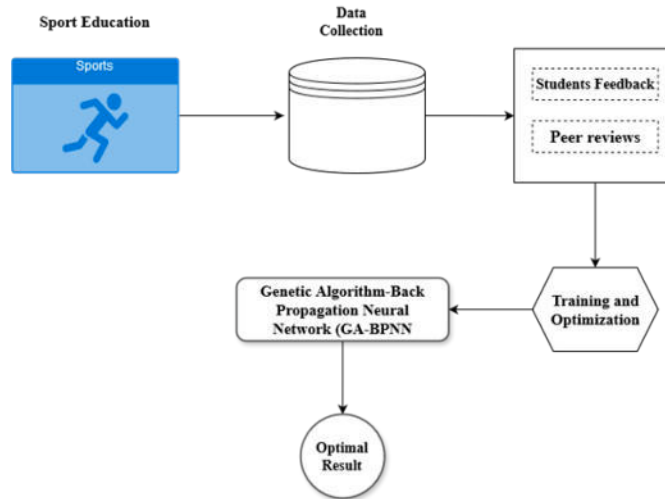 Sport Education
Data
Collection
Sports
Students Feedback
Peer reviews
Genetic Algorithm-Back
Propagation Neural
Network (GA-BPNN
Training and
Optimization
Optimal
Result